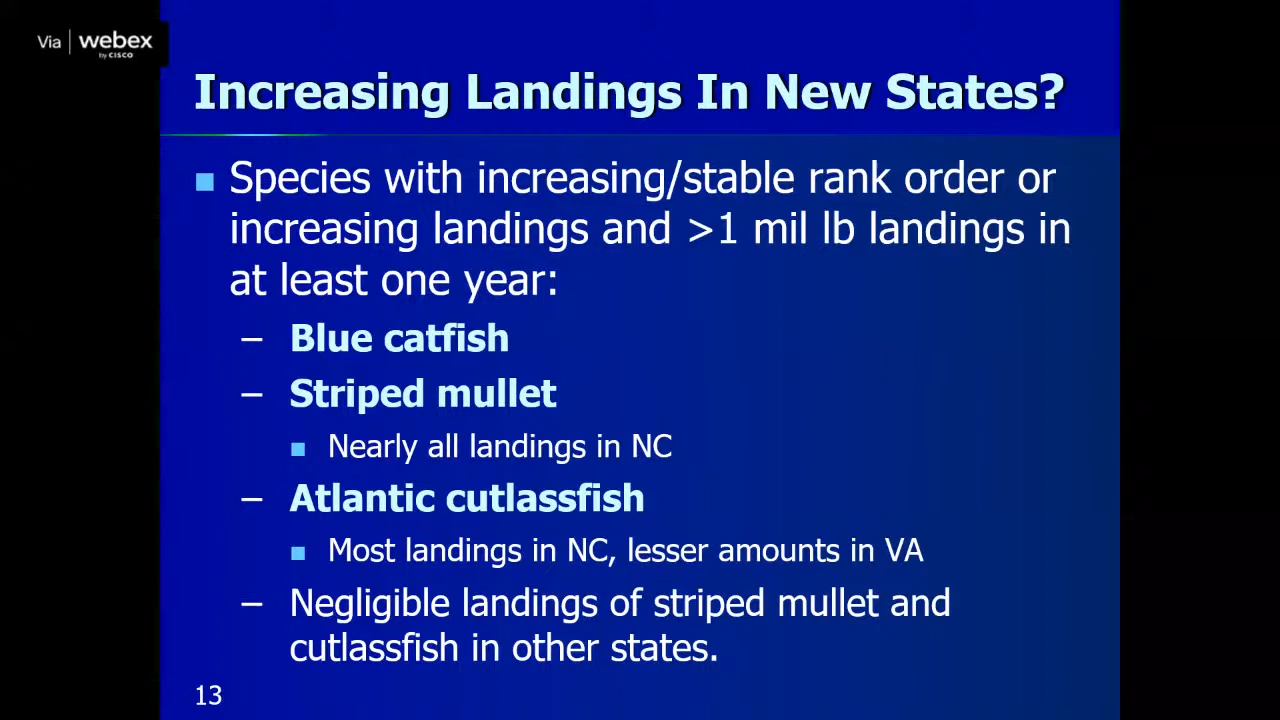 Via | webex
by CISCO
Increasing Landings In New States?
■ Species with increasing/stable rank order or
increasing landings and >1 mil lb landings in
at least one year:
– Blue catfish
– Striped mullet
■ Nearly all landings in NC
– Atlantic cutlassfish
■ Most landings in NC, lesser amounts in VA
– Negligible landings of striped mullet and
cutlassfish in other states.
13